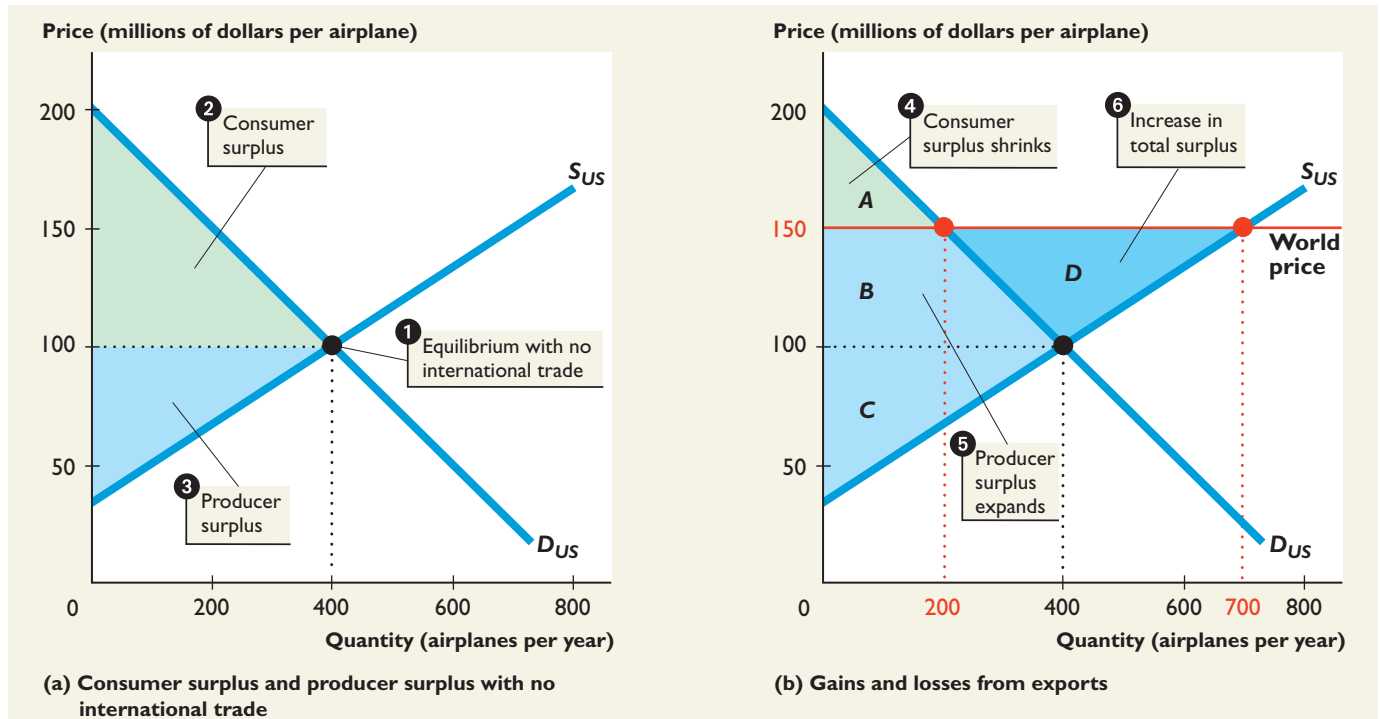 Price (millions of dollars per airplane)
200
150
100
50
0
200
400
600
800
Quantity (airplanes per year)
2
Consumer
surplus
S US
1
Equilibrium with no
international trade
3
Producer
surplus
D US
(a) Consumer surplus and producer surplus with no
international trade
Price (millions of dollars per airplane)
200
150
100
50
0
200
400
600
700
800
Quantity (airplanes per year)
4
Consumer
surplus shrinks
6
Increase in
total surplus
S US
A
World
price
B
D
C
5
Producer
surplus
expands
D US
(b) Gains and losses from exports